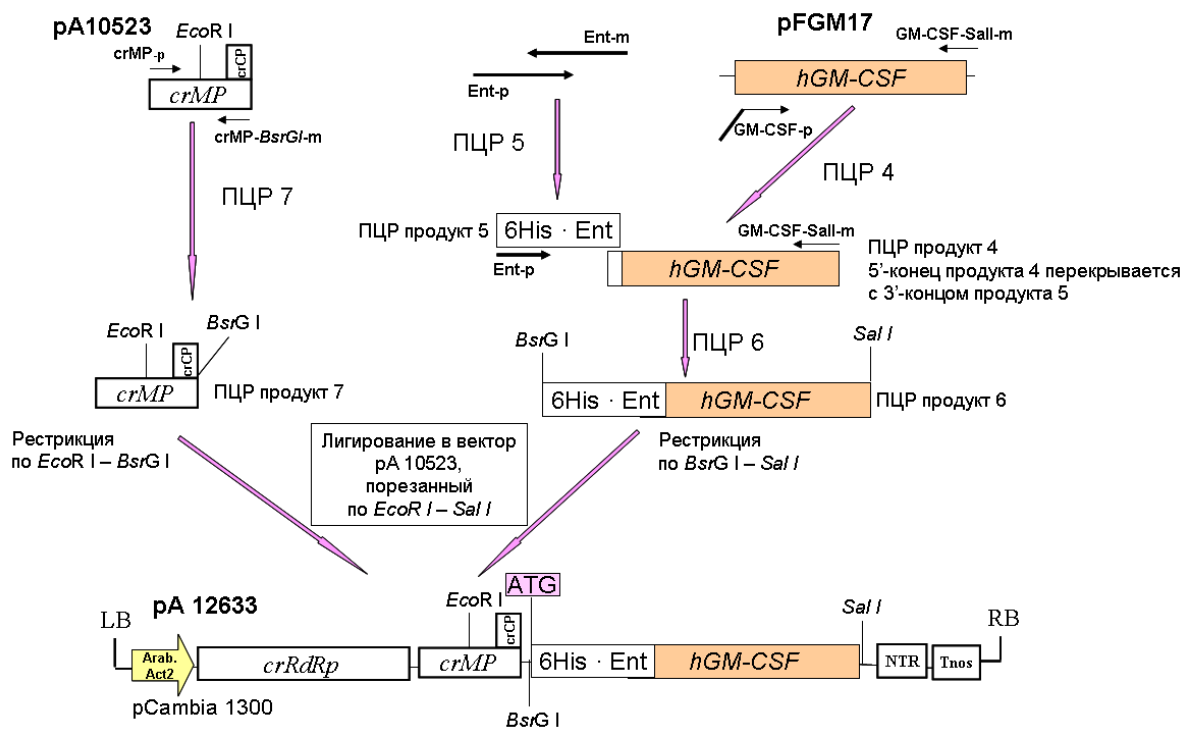 pA10523
EcoR I
crMP-p
crCP
crMP
crMP-BsrGI-m
ПЦР 7
Ent-m
Ent-p
ПЦР 5
pFGM17
GM-CSF-SalI-m
hGM-CSF
GM-CSF-p
ПЦР 4
ПЦР продукт 5
6His · Ent
Ent-p
GM-CSF-SalI-m
hGM-CSF
ПЦР продукт 4
5’-конец продукта 4 перекрывается
с 3’-концом продукта 5
ПЦР 6
EcoR I
BsrG I
crCP
crMP
ПЦР продукт 7
BsrG I
Sal I
6His · Ent
hGM-CSF
ПЦР продукт 6
Рестрикция
по EcoR I – BsrG I
Лигирование в вектор
pA 10523,
порезанный
по EcoR I – Sal I
Рестрикция
по BsrG I – Sal I
pA 12633
LB
Arab.
Act2
crRdRp
EcoR I
crCP
crMP
ATG
6His · Ent
hGM-CSF
Sal I
NTR
Tnos
RB
pCambia 1300
BsrG I